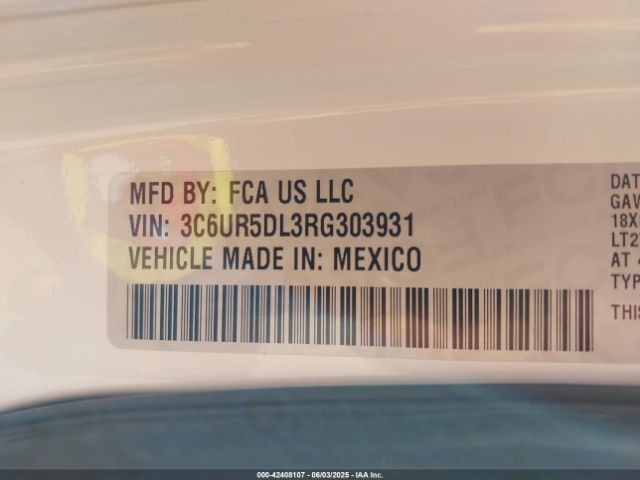 MFD BY: FCA US LLC
VIN: 3C6UR5DL3RG303931
VEHICLE MADE IN: MEXICO
DAT
GAW
18X
LT2
AT 4
TYP
THIS
000-42408107 - 06/03/2025 - IAA Inc.